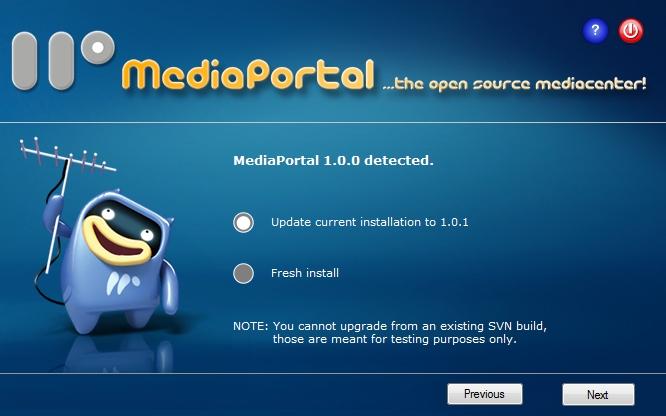 ?
MediaPortal ...the open source mediacenter!
MediaPortal 1.0.0 detected.
Update current installation to 1.0.1
Fresh install
NOTE: You cannot upgrade from an existing SVN build,
those are meant for testing purposes only.
Previous
Next